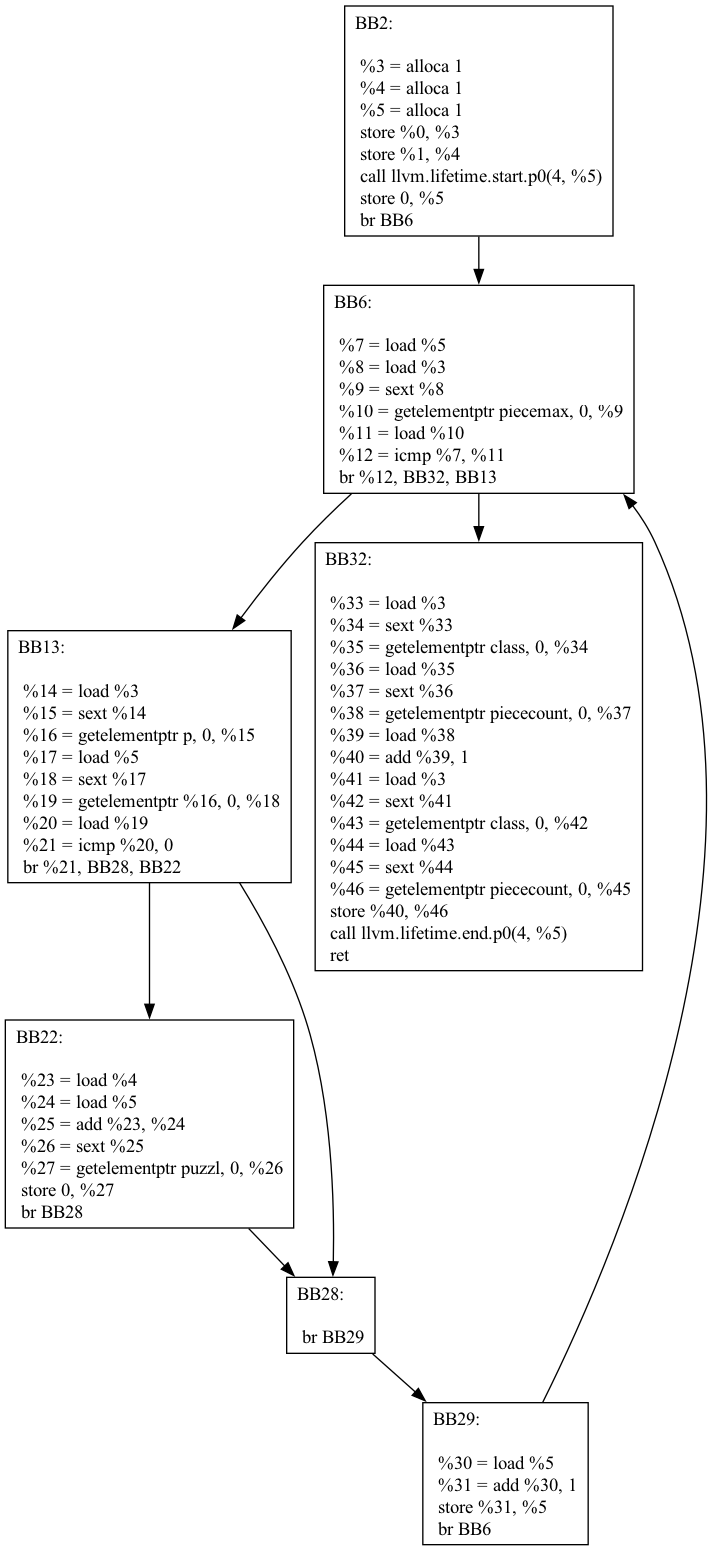 BB2:
%3 = alloca 1
%4 = alloca 1
%5 = alloca 1
store %0, %3
store %1, %4
call llvm.lifetime.start.p0(4, %5)
store 0, %5
br BB6
BB6:
%7 = load %5
%8 = load %3
%9 = sext %8
%10 = getelementptr piecemax, 0, %9
%11 = load %10
%12 = icmp %7, %11
br %12, BB32, BB13
BB32:
%33 = load %3
%34 = sext %33
%35 = getelementptr class, 0, %34
%36 = load %35
%37 = sext %36
%38 = getelementptr piececount, 0, %37
%39 = load %38
%40 = add %39, 1
%41 = load %3
%42 = sext %41
%43 = getelementptr class, 0, %42
%44 = load %43
%45 = sext %44
%46 = getelementptr piececount, 0, %45
store %40, %46
call llvm.lifetime.end.p0(4, %5)
ret
BB13:
%14 = load %3
%15 = sext %14
%16 = getelementptr p, 0, %15
%17 = load %5
%18 = sext %17
%19 = getelementptr %16, 0, %18
%20 = load %19
%21 = icmp %20, 0
br %21, BB28, BB22
BB22:
%23 = load %4
%24 = load %5
%25 = add %23, %24
%26 = sext %25
%27 = getelementptr puzzl, 0, %26
store 0, %27
br BB28
BB28:
br BB29
BB29:
%30 = load %5
%31 = add %30, 1
store %31, %5
br BB6